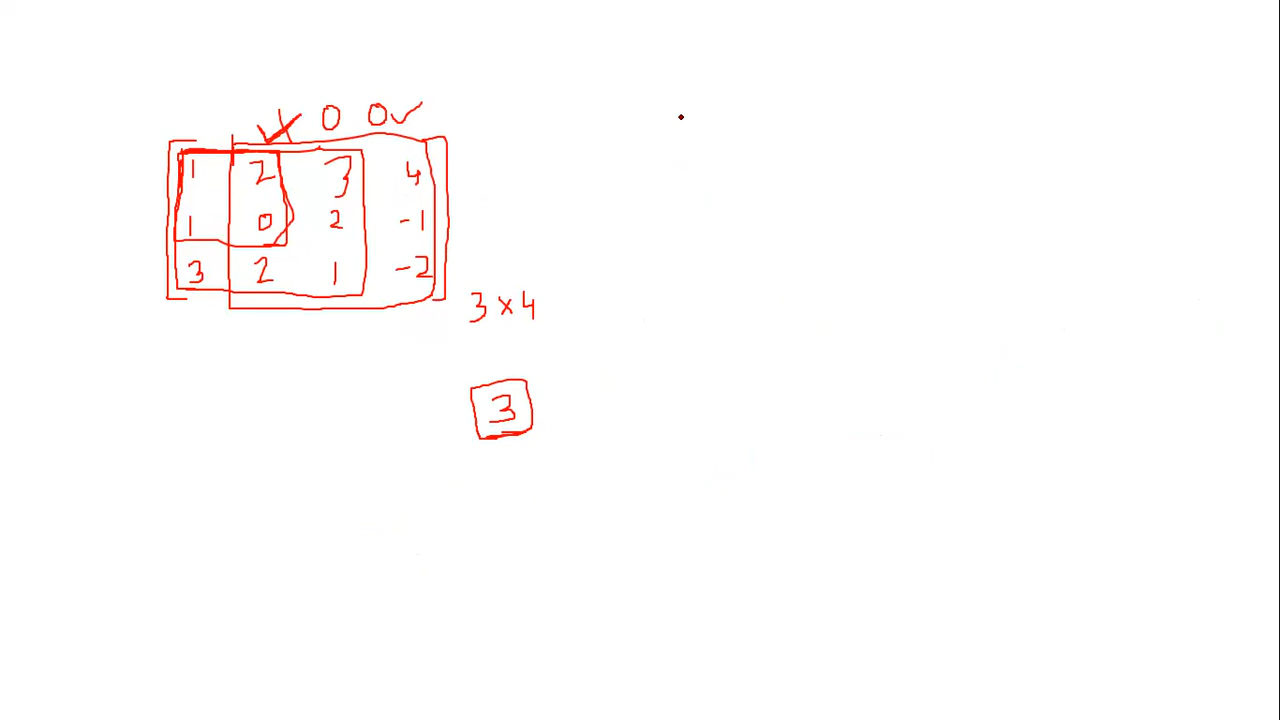 0 0✓
1 2 3 4
1 0 2 -1
3 2 1 -2
3 × 4
3